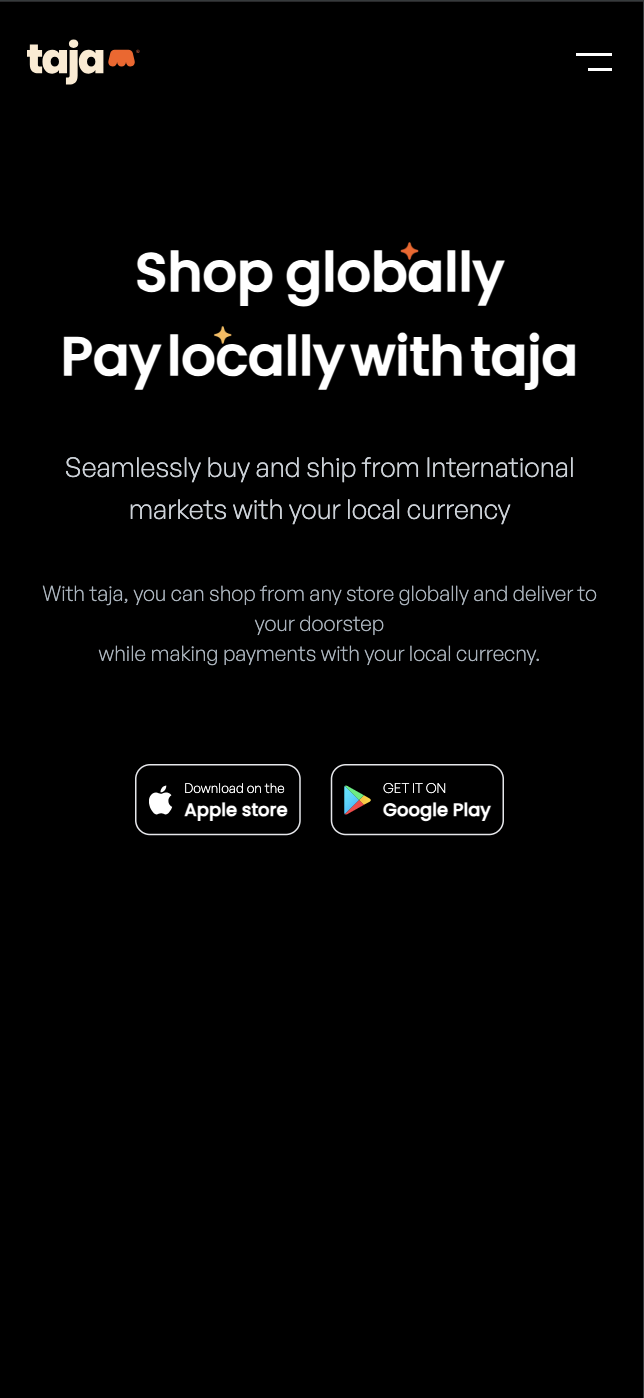 taja
Shop globally
Pay locally with taja
Seamlessly buy and ship from International
markets with your local currency
With taja, you can shop from any store globally and deliver to
your doorstep
while making payments with your local currecny.
Download on the
Apple store
GET IT ON
Google Play